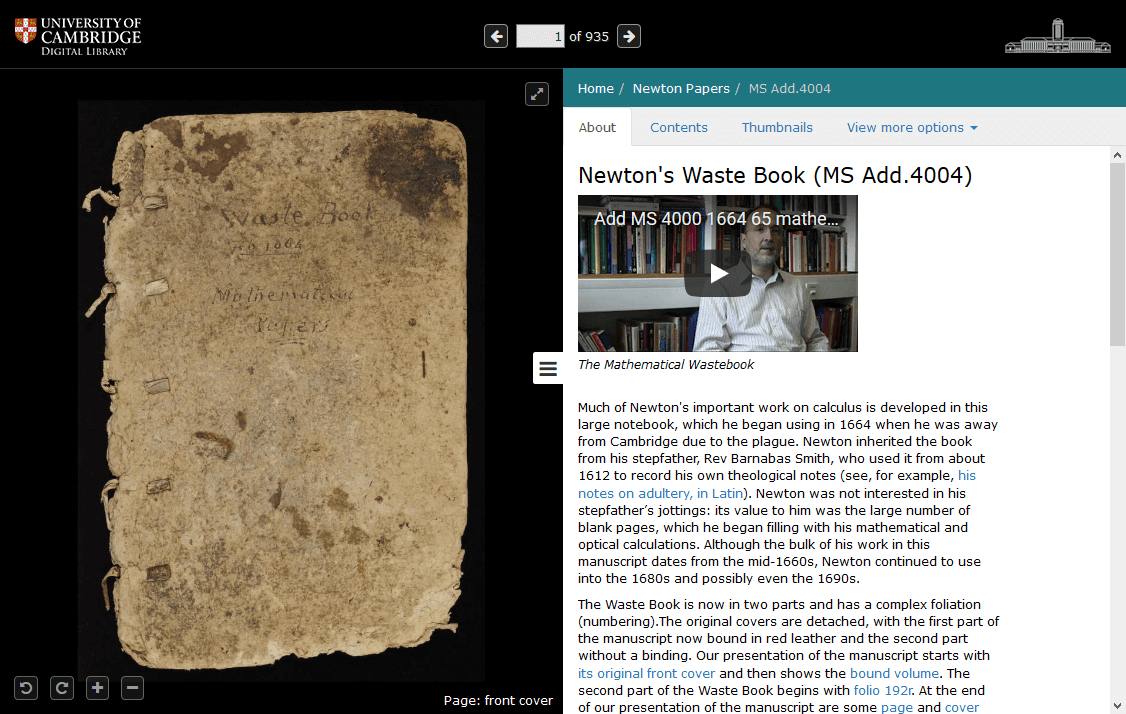 UNIVERSITY OF
CAMBRIDGE
DIGITAL LIBRARY
1 of 935
Waste Book
1664
Mathematical
Papers
Page: front cover
Home / Newton Papers / MS Add.4004
About Contents Thumbnails View more options
Newton's Waste Book (MS Add.4004)
Add MS 4000 1664 65 mathe…
The Mathematical Wastebook
Much of Newton's important work on calculus is developed in this
large notebook, which he began using in 1664 when he was away
from Cambridge due to the plague. Newton inherited the book
from his stepfather, Rev Barnabas Smith, who used it from about
1612 to record his own theological notes (see, for example, his
notes on adultery, in Latin). Newton was not interested in his
stepfather's jottings: its value to him was the large number of
blank pages, which he began filling with his mathematical and
optical calculations. Although the bulk of his work in this
manuscript dates from the mid-1660s, Newton continued to use
into the 1680s and possibly even the 1690s.
The Waste Book is now in two parts and has a complex foliation
(numbering).The original covers are detached, with the first part of
the manuscript now bound in red leather and the second part
without a binding. Our presentation of the manuscript starts with
its original front cover and then shows the bound volume. The
second part of the Waste Book begins with folio 192r. At the end
of our presentation of the manuscript are some page and cover